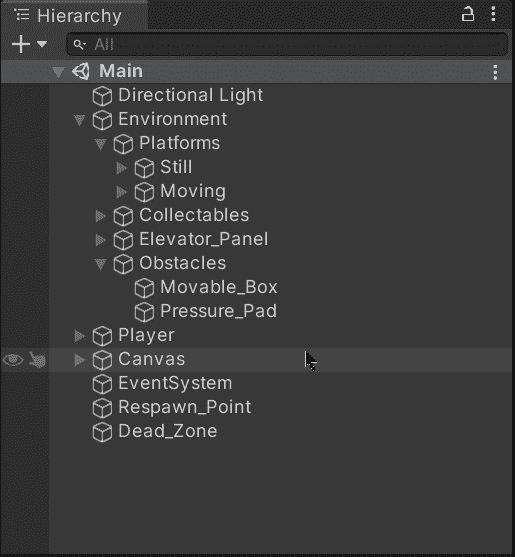 Hierarchy
All
Main
Directional Light
Environment
Platforms
Still
Moving
Collectables
Elevator_Panel
Obstacles
Movable_Box
Pressure_Pad
Player
Canvas
EventSystem
Respawn_Point
Dead_Zone